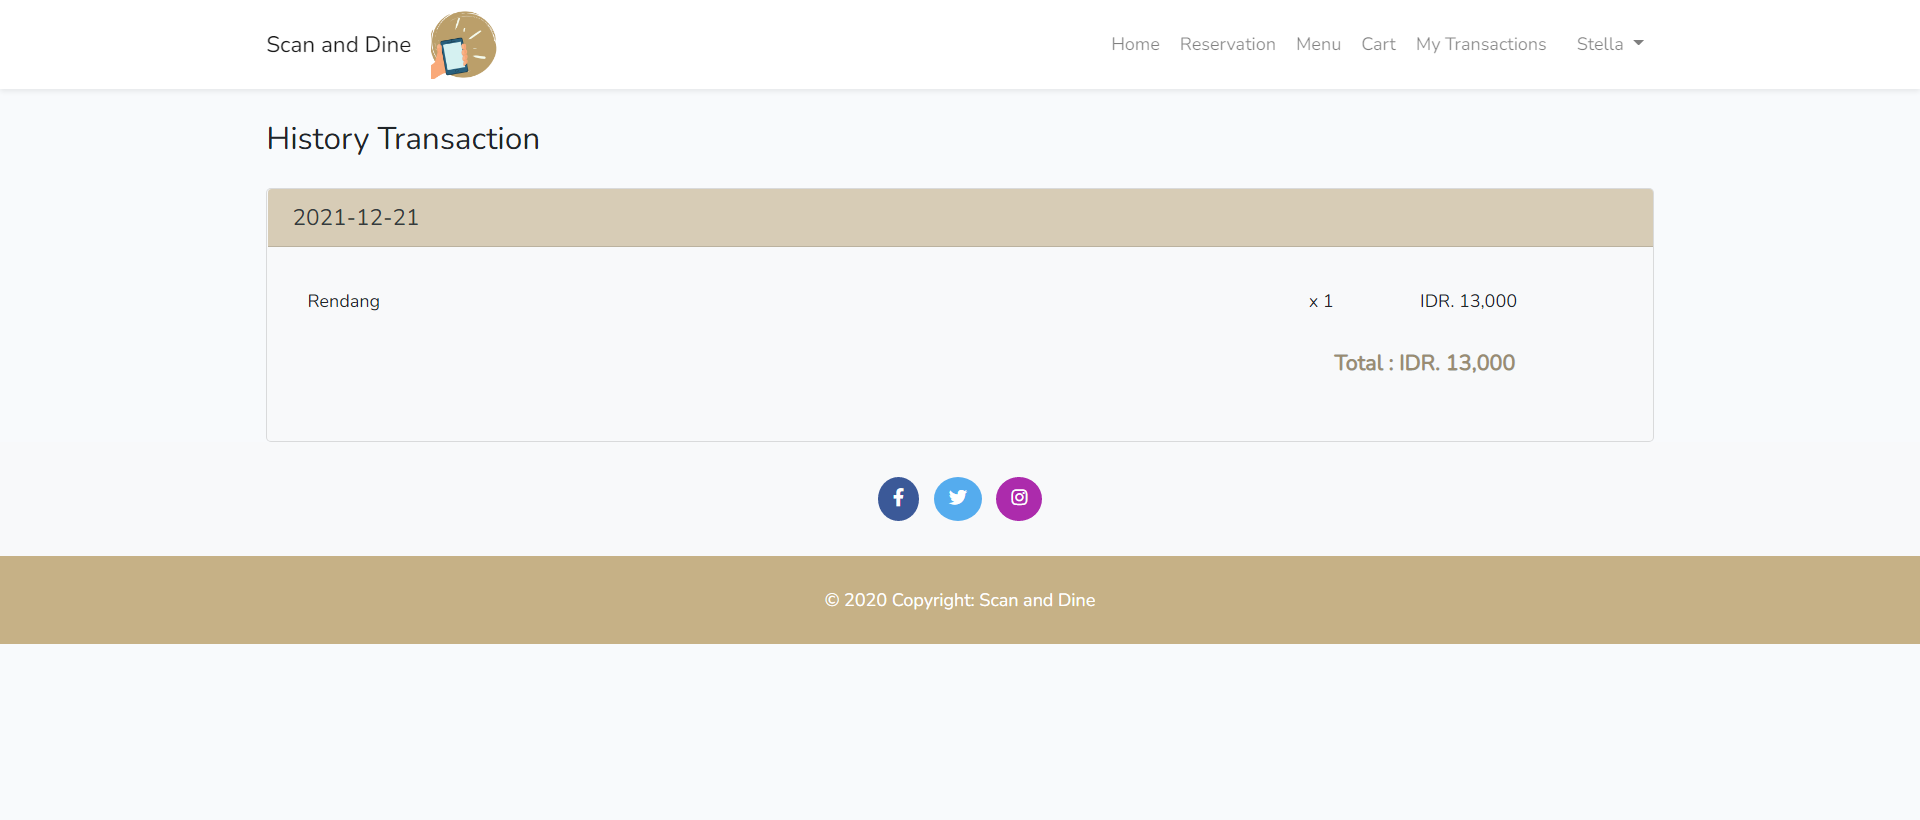 Scan and Dine
Home Reservation Menu Cart My Transactions Stella
History Transaction
2021-12-21
Rendang x 1 IDR. 13,000
Total : IDR. 13,000
© 2020 Copyright: Scan and Dine